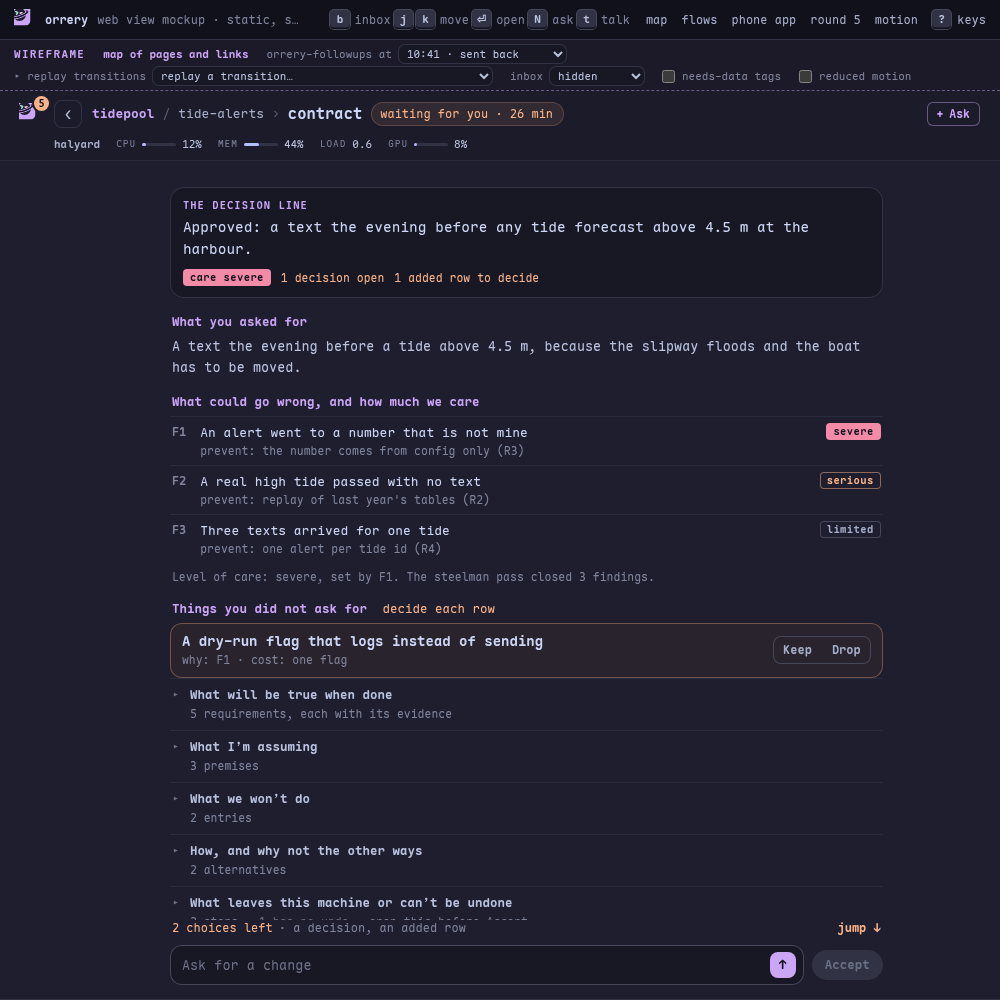 orrery web view mockup · static, s… b inbox j k move ⏎ open N ask t talk map flows phone app round 5 motion ? keys
WIREFRAME map of pages and links orrery-followups at 10:41 · sent back
▸ replay transitions replay a transition… inbox hidden needs-data tags reduced motion
5 ‹ tidepool / tide-alerts › contract waiting for you · 26 min + Ask
halyard CPU 12% MEM 44% LOAD 0.6 GPU 8%
THE DECISION LINE
Approved: a text the evening before any tide forecast above 4.5 m at the
harbour.
care severe 1 decision open 1 added row to decide
What you asked for
A text the evening before a tide above 4.5 m, because the slipway floods and the boat
has to be moved.
What could go wrong, and how much we care
F1 An alert went to a number that is not mine severe
prevent: the number comes from config only (R3)
F2 A real high tide passed with no text serious
prevent: replay of last year's tables (R2)
F3 Three texts arrived for one tide limited
prevent: one alert per tide id (R4)
Level of care: severe, set by F1. The steelman pass closed 3 findings.
Things you did not ask for decide each row
A dry-run flag that logs instead of sending Keep Drop
why: F1 · cost: one flag
▸ What will be true when done
5 requirements, each with its evidence
▸ What I’m assuming
3 premises
▸ What we won’t do
2 entries
▸ How, and why not the other ways
2 alternatives
▸ What leaves this machine or can’t be undone
2 choices left · a decision, an added row jump ↓
Ask for a change ↑ Accept